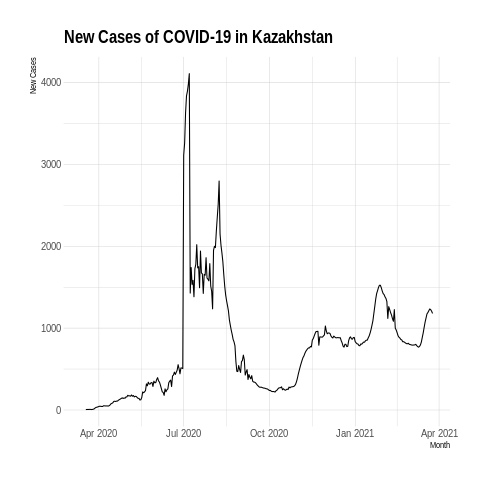 New Cases of COVID-19 in Kazakhstan
New Cases
4000
3000
2000
1000
0
Apr 2020
Jul 2020
Oct 2020
Jan 2021
Apr 2021
Month